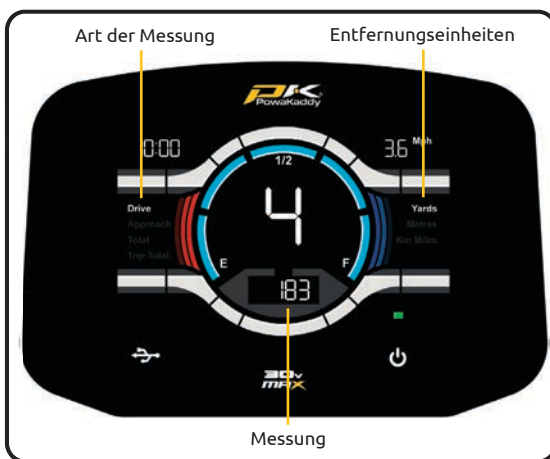 Art der Messung
Entfernungseinheiten
PK
PowaKaddy
0:00
3.6 Mph
1/2
Drive
Approach
Total
Trip Total
4
Yards
Metres
Km Miles
E
F
183
30v
MAX
Messung